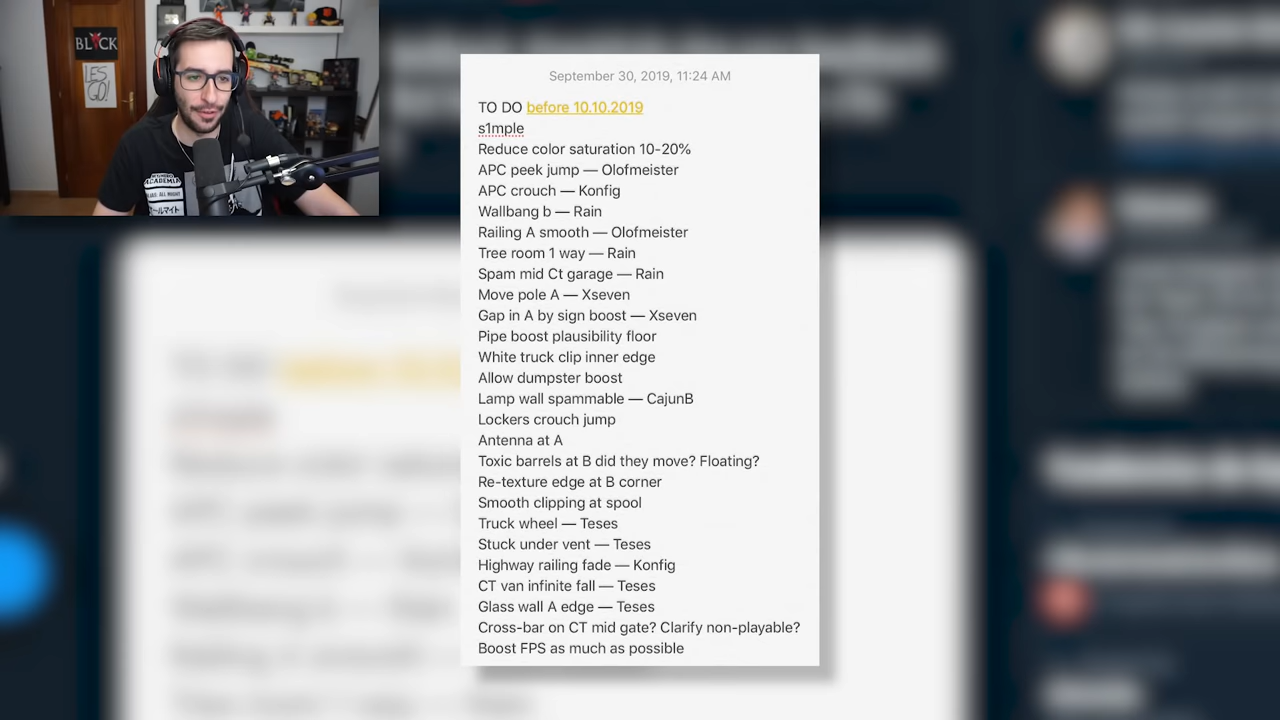 BLACK
LES
GO!
ACADEMIA
September 30, 2019, 11:24 AM
TO DO before 10.10.2019
s1mple
Reduce color saturation 10-20%
APC peek jump — Olofmeister
APC crouch — Konfig
Wallbang b — Rain
Railing A smooth — Olofmeister
Tree room 1 way — Rain
Spam mid Ct garage — Rain
Move pole A — Xseven
Gap in A by sign boost — Xseven
Pipe boost plausibility floor
White truck clip inner edge
Allow dumpster boost
Lamp wall spammable — CajunB
Lockers crouch jump
Antenna at A
Toxic barrels at B did they move? Floating?
Re-texture edge at B corner
Smooth clipping at spool
Truck wheel — Teses
Stuck under vent — Teses
Highway railing fade — Konfig
CT van infinite fall — Teses
Glass wall A edge — Teses
Cross-bar on CT mid gate? Clarify non-playable?
Boost FPS as much as possible